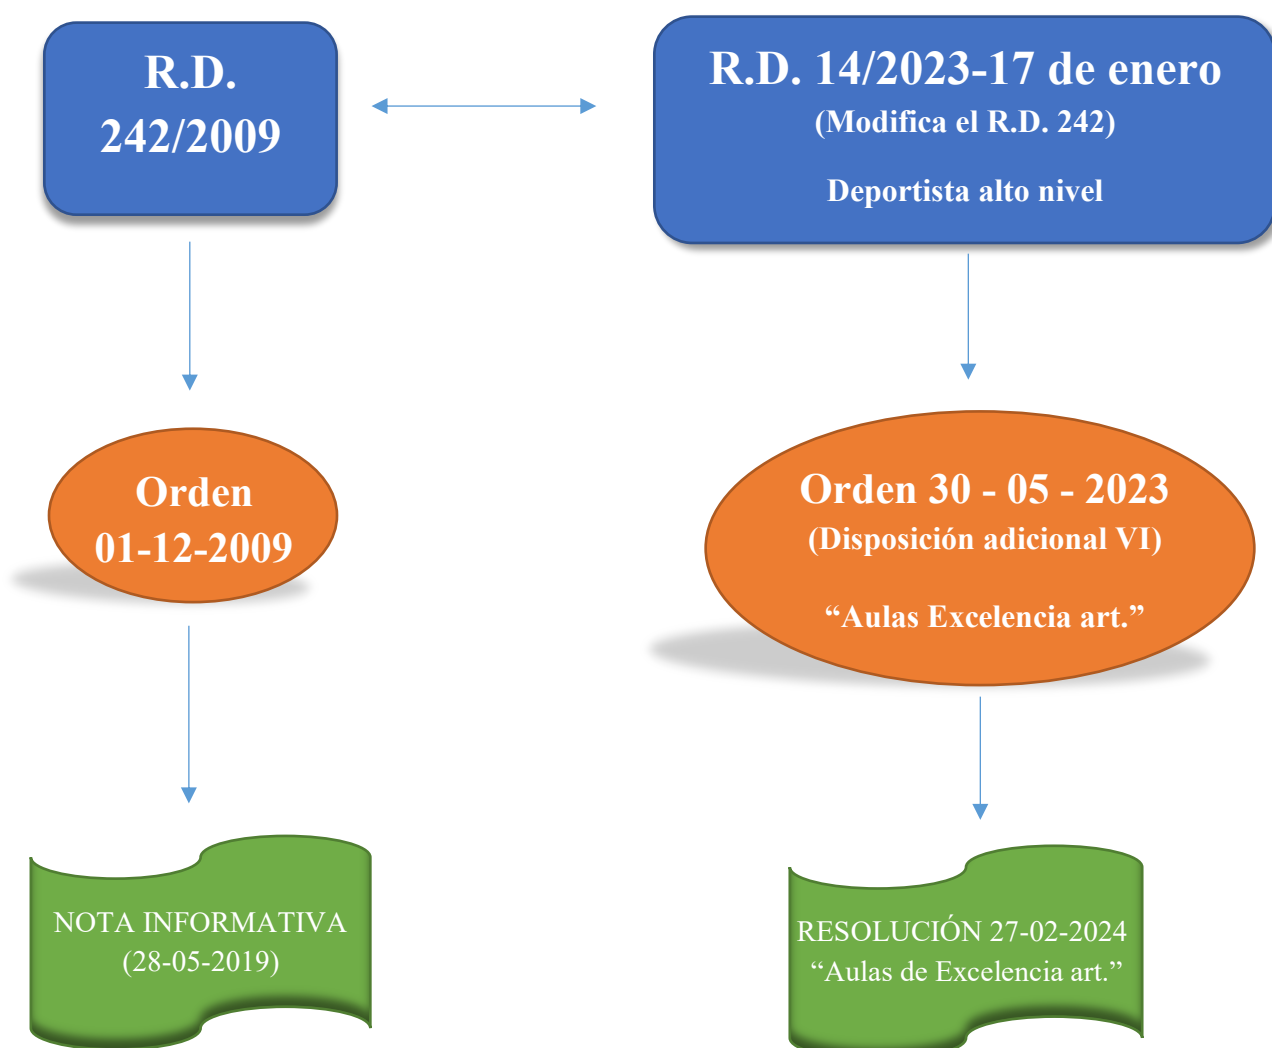 R.D.
242/2009
R.D. 14/2023-17 de enero
(Modifica el R.D. 242)
Deportista alto nivel
Orden
01-12-2009
Orden 30 - 05 - 2023
(Disposición adicional VI)
“Aulas Excelencia art.”
NOTA INFORMATIVA
(28-05-2019)
RESOLUCIÓN 27-02-2024
“Aulas de Excelencia art.”